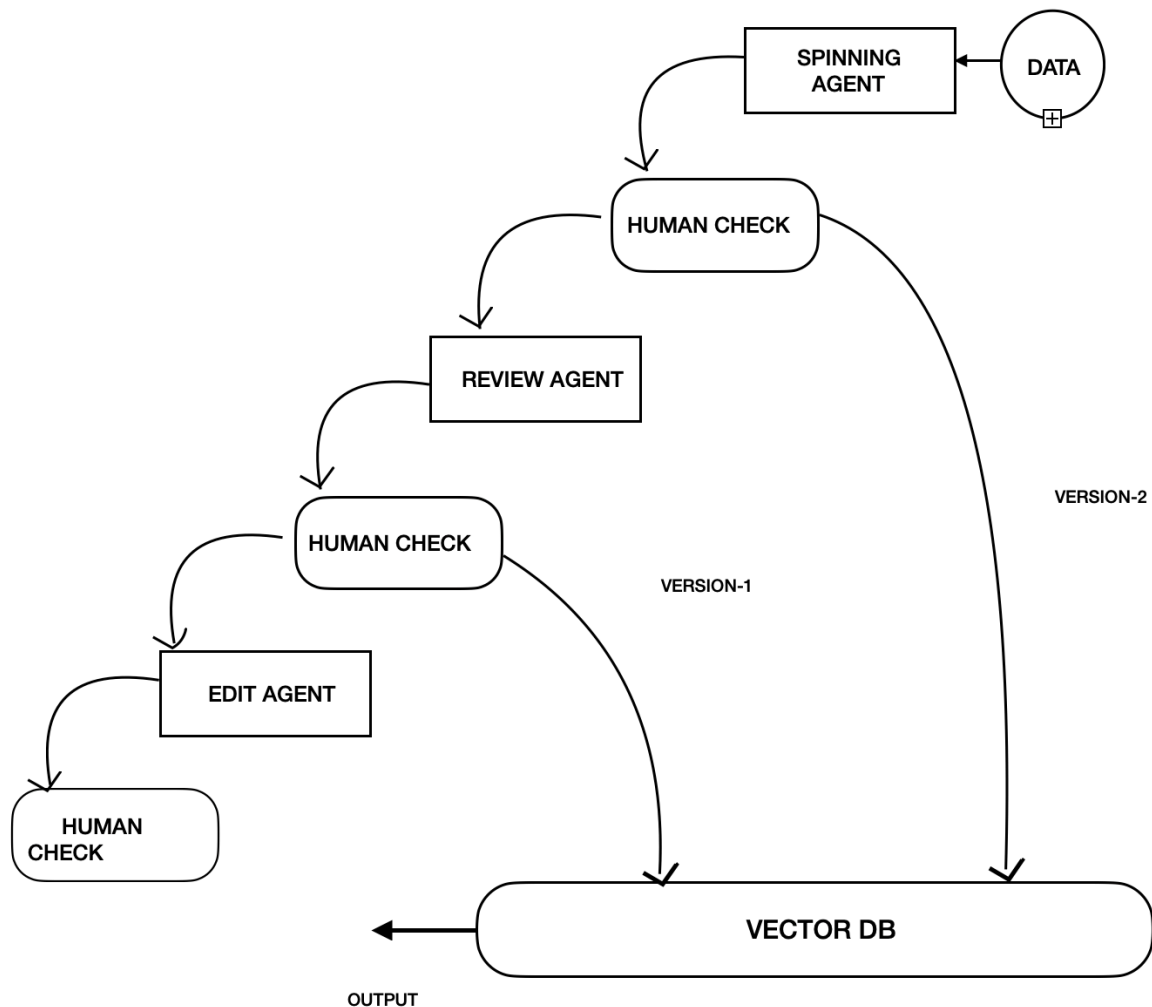 SPINNING
AGENT
DATA
HUMAN CHECK
REVIEW AGENT
VERSION-2
HUMAN CHECK
VERSION-1
EDIT AGENT
HUMAN
CHECK
VECTOR DB
OUTPUT